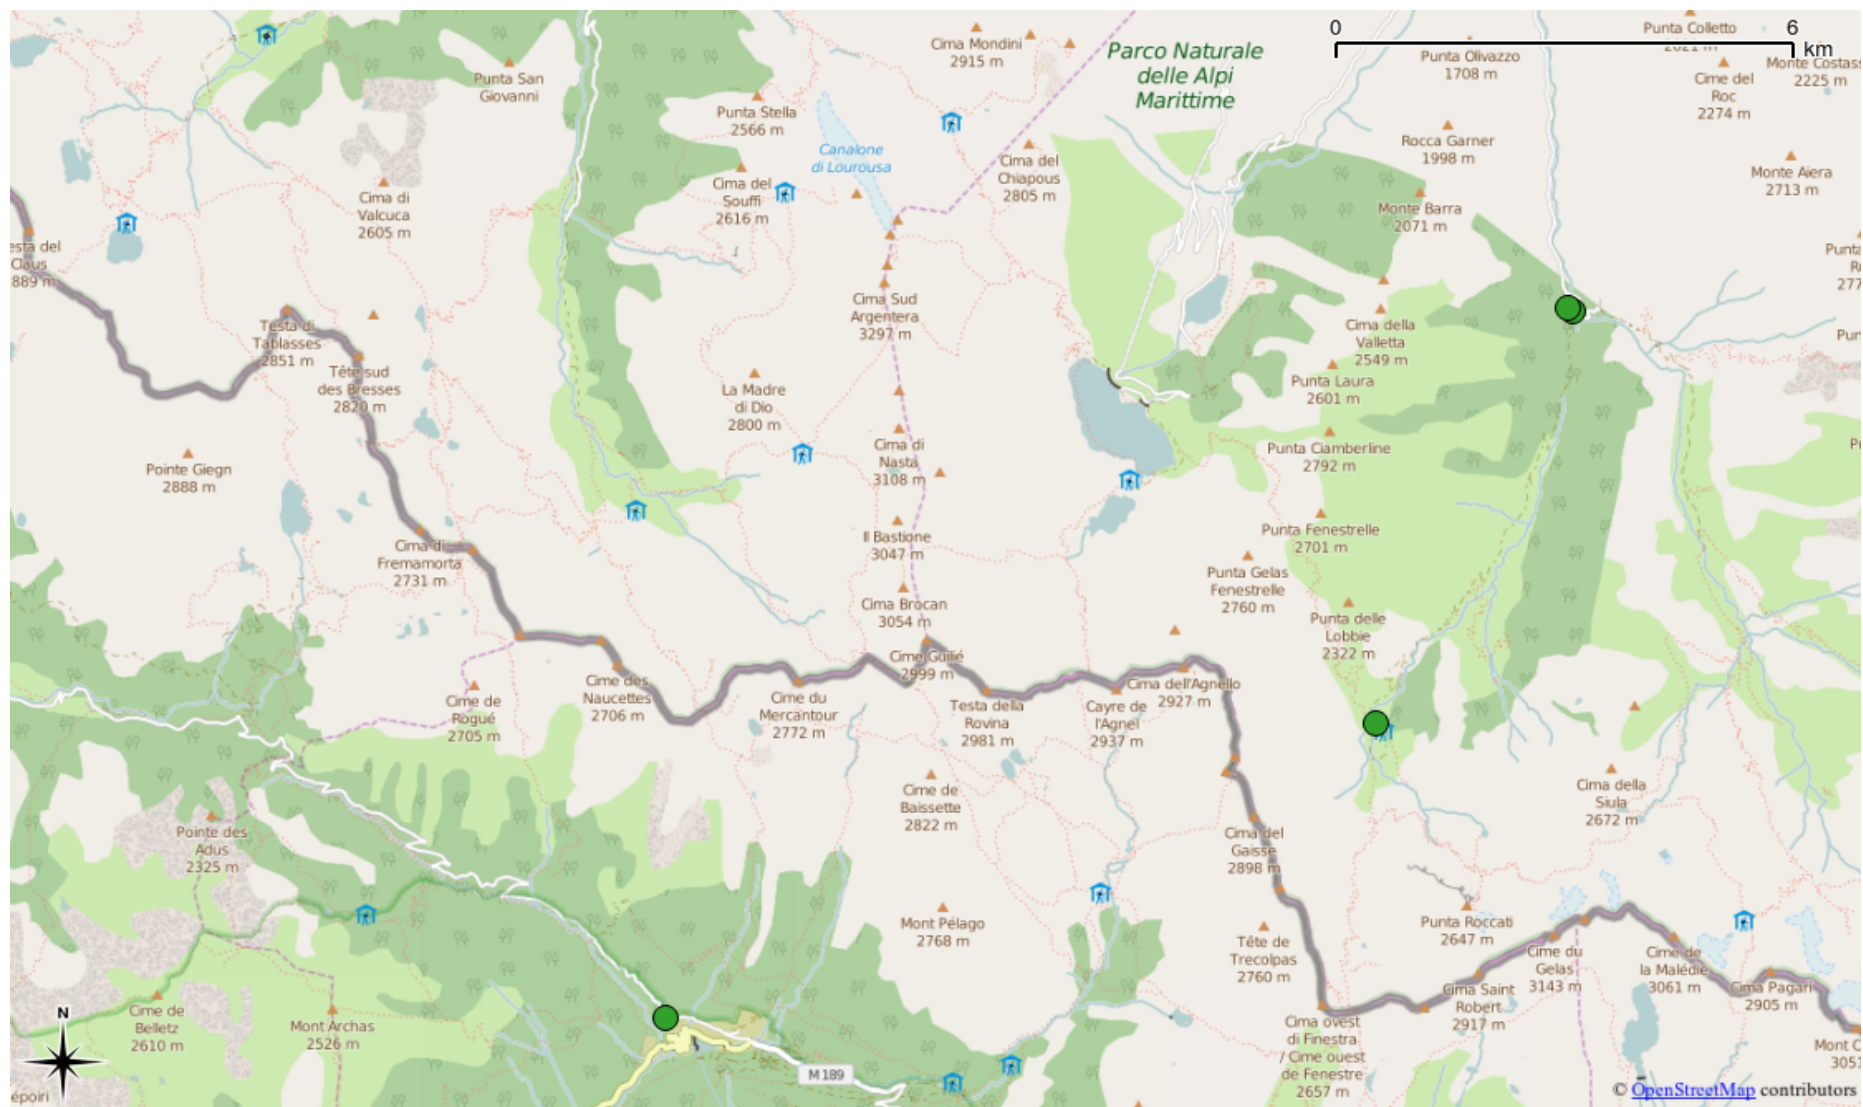 0
6
km
Punta Colletto
2621 m
Cima Mondini
2915 m
Parco Naturale
delle Alpi
Marittime
Punta Olivazzo
1708 m
Monte Costass
2225 m
Cime del
Roc
2274 m
Punta San
Giovanni
Punta Stella
2566 m
Canalone
di Lourousa
Rocca Garner
1998 m
Cima del
Chiapous
2805 m
Monte Aiera
2713 m
Cima del
Souffi
2616 m
Cima di
Valcuca
2605 m
Monte Barra
2071 m
esta del
Claus
889 m
Punta
R
277
Cima Sud
Argentera
3297 m
Testa di
Tablasses
2851 m
Cima della
Valletta
2549 m
Pun
Tête sud
des Bresses
2820 m
Punta Laura
2601 m
La Madre
di Dio
2800 m
Cima di
Nasta
3108 m
Punta Ciamberline
2792 m
P
Pointe Giegn
2888 m
Il Bastione
3047 m
Punta Fenestrelle
2701 m
Cima di
Fremamorta
2731 m
Punta Gelas
Fenestrelle
2760 m
Cima Brocan
3054 m
Punta delle
Lobbie
2322 m
Cime Guilié
2999 m
Cime des
Naucettes
2706 m
Cime de
Rogué
2705 m
Cime du
Mercantour
2772 m
Testa della
Rovina
2981 m
Cima dell'Agnello
2927 m
Cayre de
l'Agnel
2937 m
Cime de
Baissette
2822 m
Cima della
Siula
2672 m
Pointe des
Adus
2325 m
Cima del
Gaisse
2898 m
Mont Pélago
2768 m
Punta Roccati
2647 m
Tête de
Trecolpas
2760 m
Cime du
Gelas
3143 m
Cime de
la Malédie
3061 m
Cima Pagari
2905 m
Cima Saint
Robert
2917 m
N
Cime de
Belletz
2610 m
Mont Archas
2526 m
Cima ovest
di Finestra
/ Cime ouest
de Fenestre
2657 m
Mont C
3051
M 189
époiri
© OpenStreetMap contributors